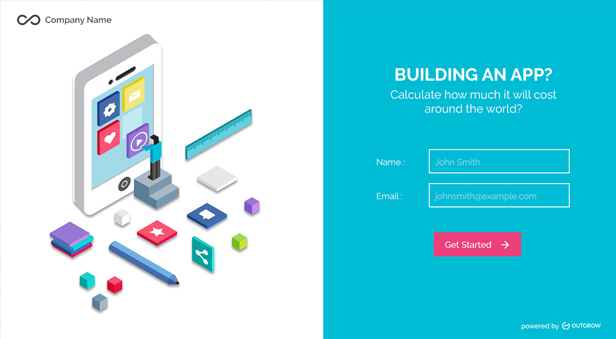 Company Name
BUILDING AN APP?
Calculate how much it will cost
around the world?
Name :
John Smith
Email :
johnsmith@example.com
Get Started
powered by OUTGROW